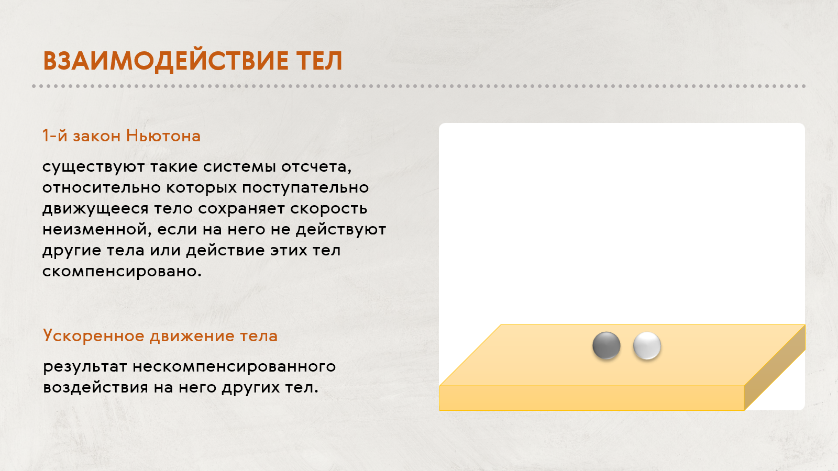 ВЗАИМОДЕЙСТВИЕ ТЕЛ
1-й закон Ньютона
существуют такие системы отсчета,
относительно которых поступательно
движущееся тело сохраняет скорость
неизменной, если на него не действуют
другие тела или действие этих тел
скомпенсировано.
Ускоренное движение тела
результат нескомпенсированного
воздействия на него других тел.